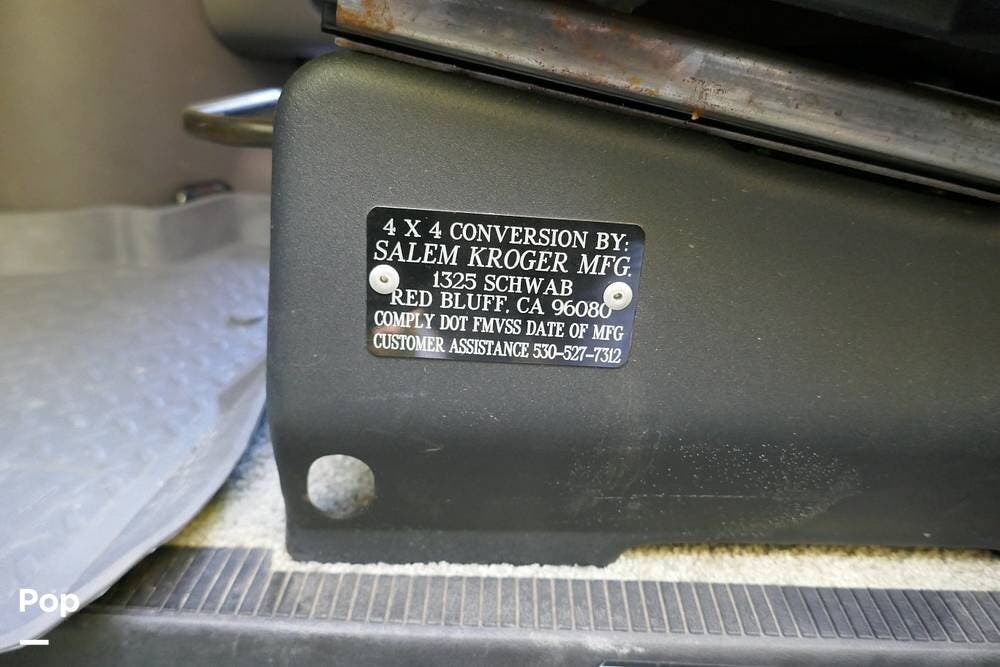 4 X 4 CONVERSION BY:
SALEM KROGER MFG.
1325 SCHWAB
RED BLUFF, CA 96080
COMPLY DOT FMVSS DATE OF MFG
CUSTOMER ASSISTANCE 530-527-7312
Pop